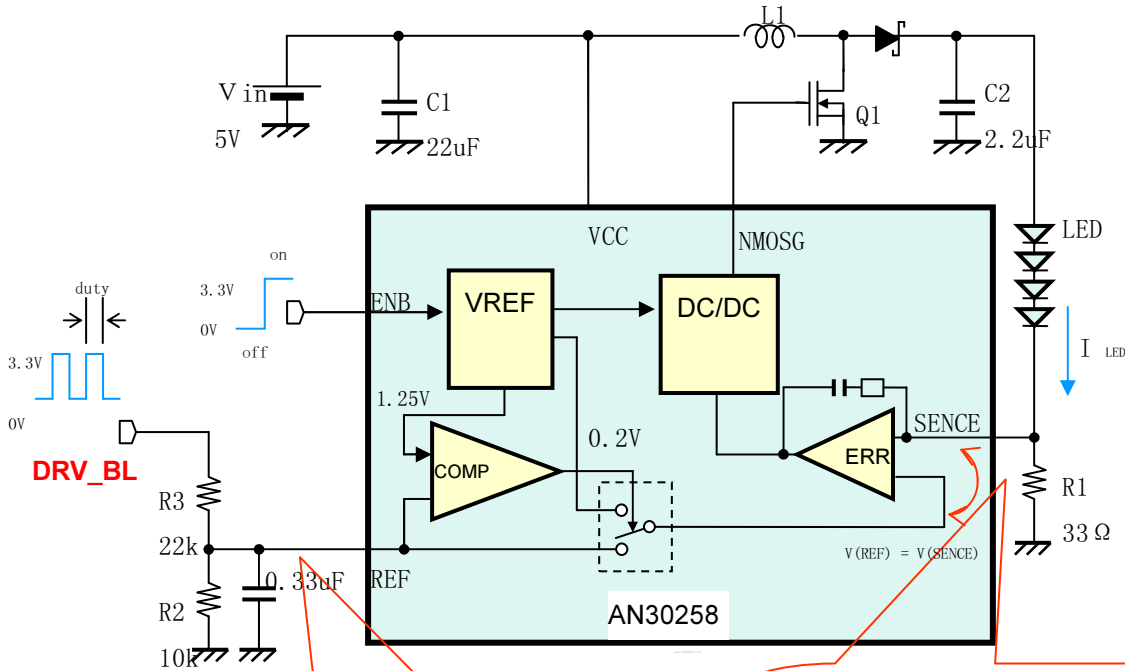 L1
Vin
5V
C1
22uF
Q1
C2
2.2uF
VCC
NMOSG
LED
on
3.3V
0V
off
duty
3.3V
0V
ENB
VREF
DC/DC
I LED
1.25V
0.2V
SENCE
COMP
ERR
DRV_BL
R3
22k
R1
33Ω
V(REF) = V(SENCE)
0.33uF
REF
R2
10k
AN30258